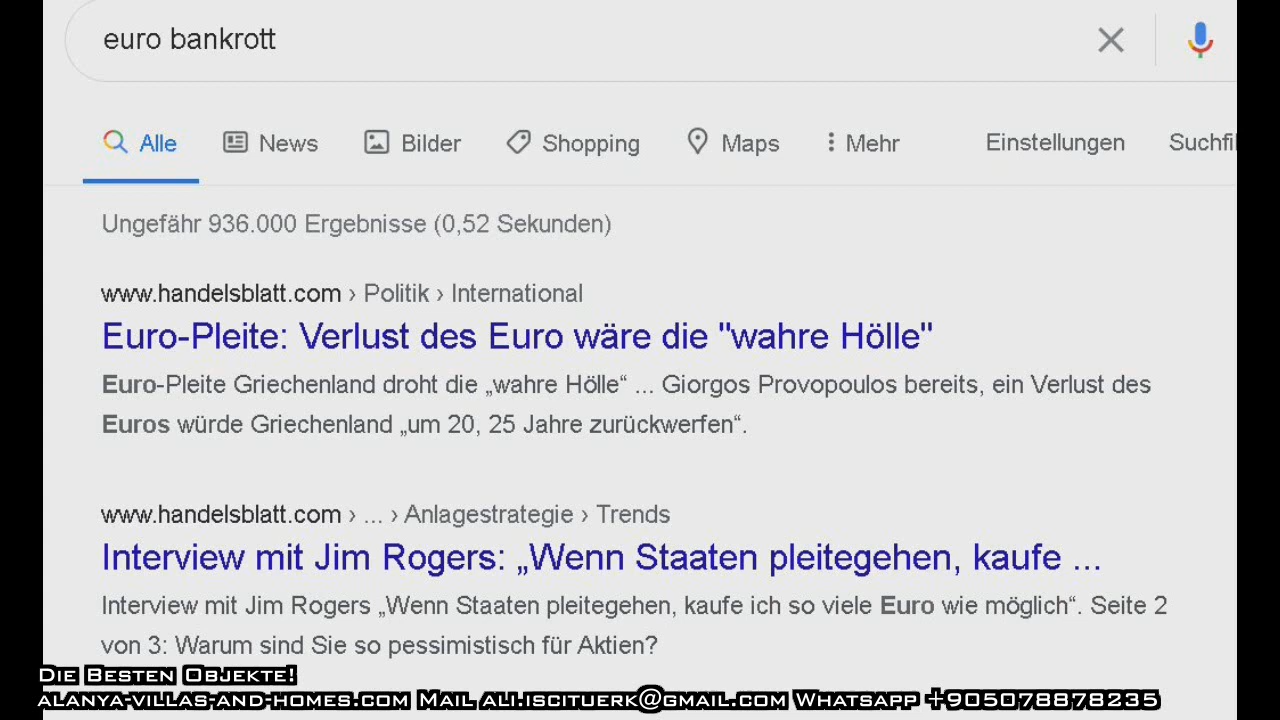 euro bankrott
Alle News Bilder Shopping Maps Mehr Einstellungen Suchfil
Ungefähr 936.000 Ergebnisse (0,52 Sekunden)
www.handelsblatt.com › Politik › International
Euro-Pleite: Verlust des Euro wäre die "wahre Hölle"
Euro-Pleite Griechenland droht die „wahre Hölle“ ... Giorgos Provopoulos bereits, ein Verlust des
Euros würde Griechenland „um 20, 25 Jahre zurückwerfen“.
www.handelsblatt.com › ... › Anlagestrategie › Trends
Interview mit Jim Rogers: „Wenn Staaten pleitegehen, kaufe ...
Interview mit Jim Rogers „Wenn Staaten pleitegehen, kaufe ich so viele Euro wie möglich“. Seite 2
von 3: Warum sind Sie so pessimistisch für Aktien?
Die Besten Objekte!
alanya-villas-and-homes.com Mail ali.iscituerk@gmail.com Whatsapp +905078878235